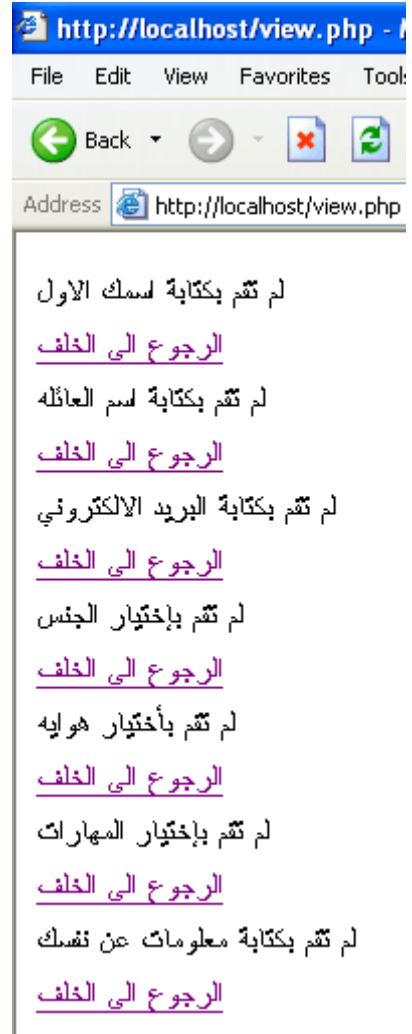 http://localhost/view.php -
File Edit View Favorites Tools
Back
Address http://localhost/view.php
لم تقم بكتابة اسمك الاول
الرجوع الى الخلف
لم تقم بكتابة اسم العائله
الرجوع الى الخلف
لم تقم بكتابة البريد الالكتروني
الرجوع الى الخلف
لم تقم بإختيار الجنس
الرجوع الى الخلف
لم تقم بأختيار هوايه
الرجوع الى الخلف
لم تقم بإختيار المهارات
الرجوع الى الخلف
لم تقم بكتابة معلومات عن نفسك
الرجوع الى الخلف